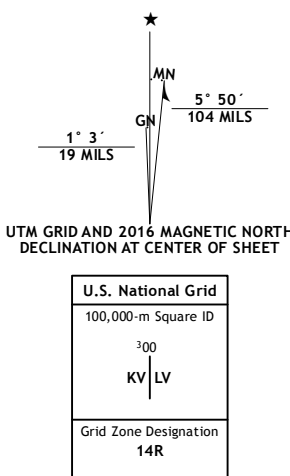 ★
MN
5° 50´
104 MILS
GN
1° 3´
19 MILS
UTM GRID AND 2016 MAGNETIC NORTH
DECLINATION AT CENTER OF SHEET
U.S. National Grid
100,000-m Square ID
³00
KV LV
Grid Zone Designation
14R